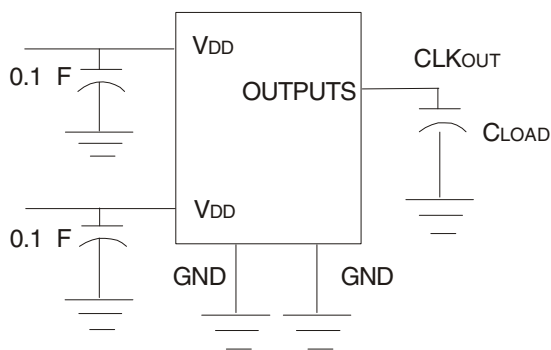 VDD
0.1 F
CLKOUT
OUTPUTS
CLOAD
VDD
0.1 F
GND
GND